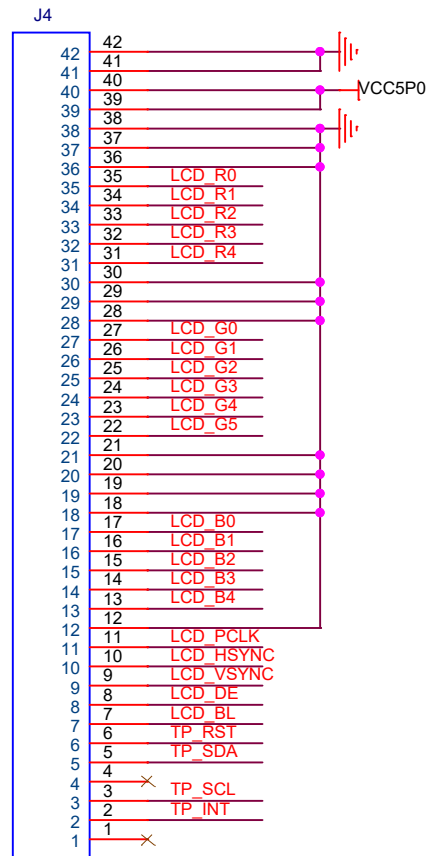 J4
42 42
41 41
40 40 VCC5P0
39 39
38 38
37 37
36 36
35 35 LCD_R0
34 34 LCD_R1
33 33 LCD_R2
32 32 LCD_R3
31 31 LCD_R4
30 30
29 29
28 28
27 27 LCD_G0
26 26 LCD_G1
25 25 LCD_G2
24 24 LCD_G3
23 23 LCD_G4
22 22 LCD_G5
21 21
20 20
19 19
18 18
17 17 LCD_B0
16 16 LCD_B1
15 15 LCD_B2
14 14 LCD_B3
13 13 LCD_B4
12 12
11 11 LCD_PCLK
10 10 LCD_HSYNC
9 9 LCD_VSYNC
8 8 LCD_DE
7 7 LCD_BL
6 6 TP_RST
5 5 TP_SDA
4 4
3 3 TP_SCL
2 2 TP_INT
1 1